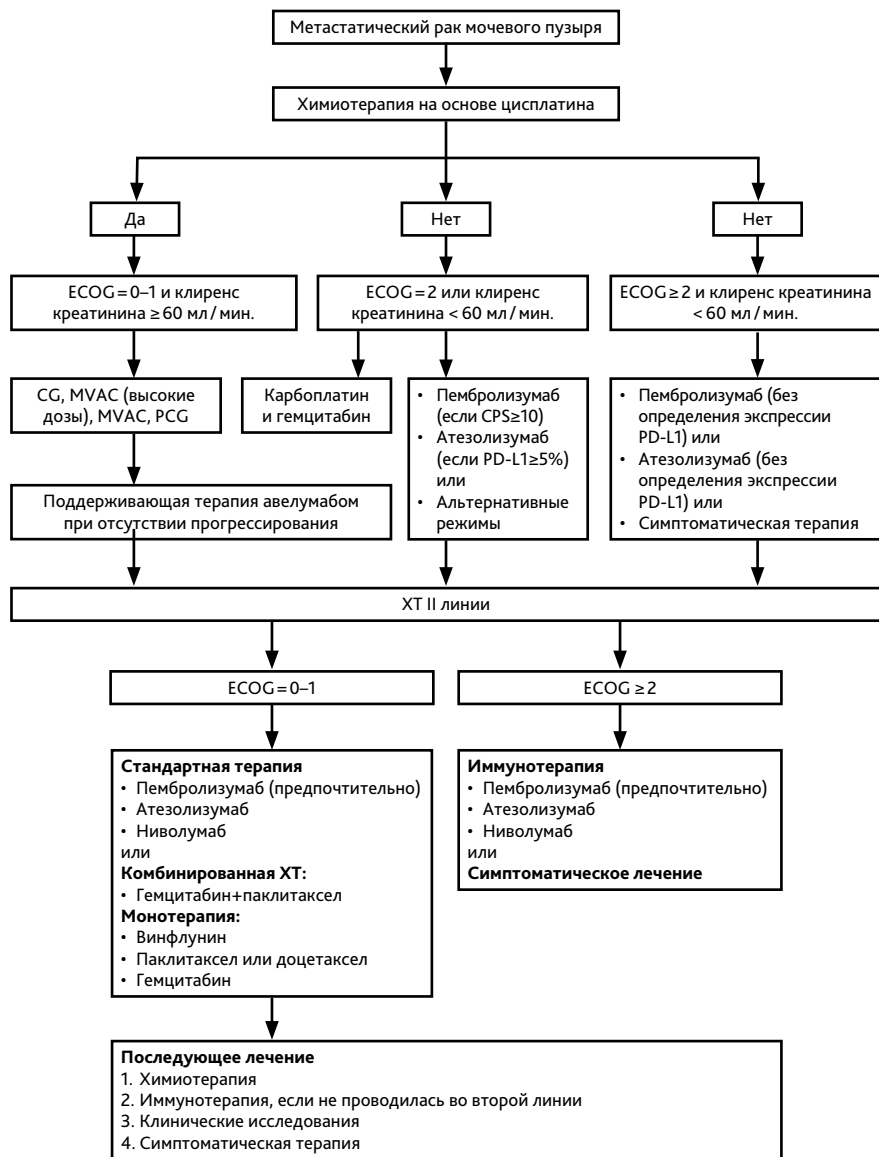 Метастатический рак мочевого пузыря
Химиотерапия на основе цисплатина
Да
Нет
Нет
ECOG = 0–1 и клиренс
креатинина ≥ 60 мл / мин.
ECOG = 2 или клиренс
креатинина < 60 мл / мин.
ECOG ≥ 2 и клиренс креатинина
< 60 мл / мин.
CG, MVAC (высокие
дозы), MVAC, PCG
Карбоплатин
и гемцитабин
• Пембролизумаб
(если CPS≥10)
• Атезолизумаб
(если PD-L1≥5%)
или
• Альтернативные
режимы
• Пембролизумаб (без
определения экспрессии
PD-L1) или
• Атезолизумаб (без
определения экспрессии
PD-L1) или
• Симптоматическая терапия
Поддерживающая терапия авелумабом
при отсутствии прогрессирования
ХТ II линии
ECOG = 0–1
ECOG ≥ 2
Стандартная терапия
• Пембролизумаб (предпочтительно)
• Атезолизумаб
• Ниволумаб
или
Комбинированная ХТ:
• Гемцитабин+паклитаксел
Монотерапия:
• Винфлунин
• Паклитаксел или доцетаксел
• Гемцитабин
Иммунотерапия
• Пембролизумаб (предпочтительно)
• Атезолизумаб
• Ниволумаб
или
Симптоматическое лечение
Последующее лечение
1. Химиотерапия
2. Иммунотерапия, если не проводилась во второй линии
3. Клинические исследования
4. Симптоматическая терапия